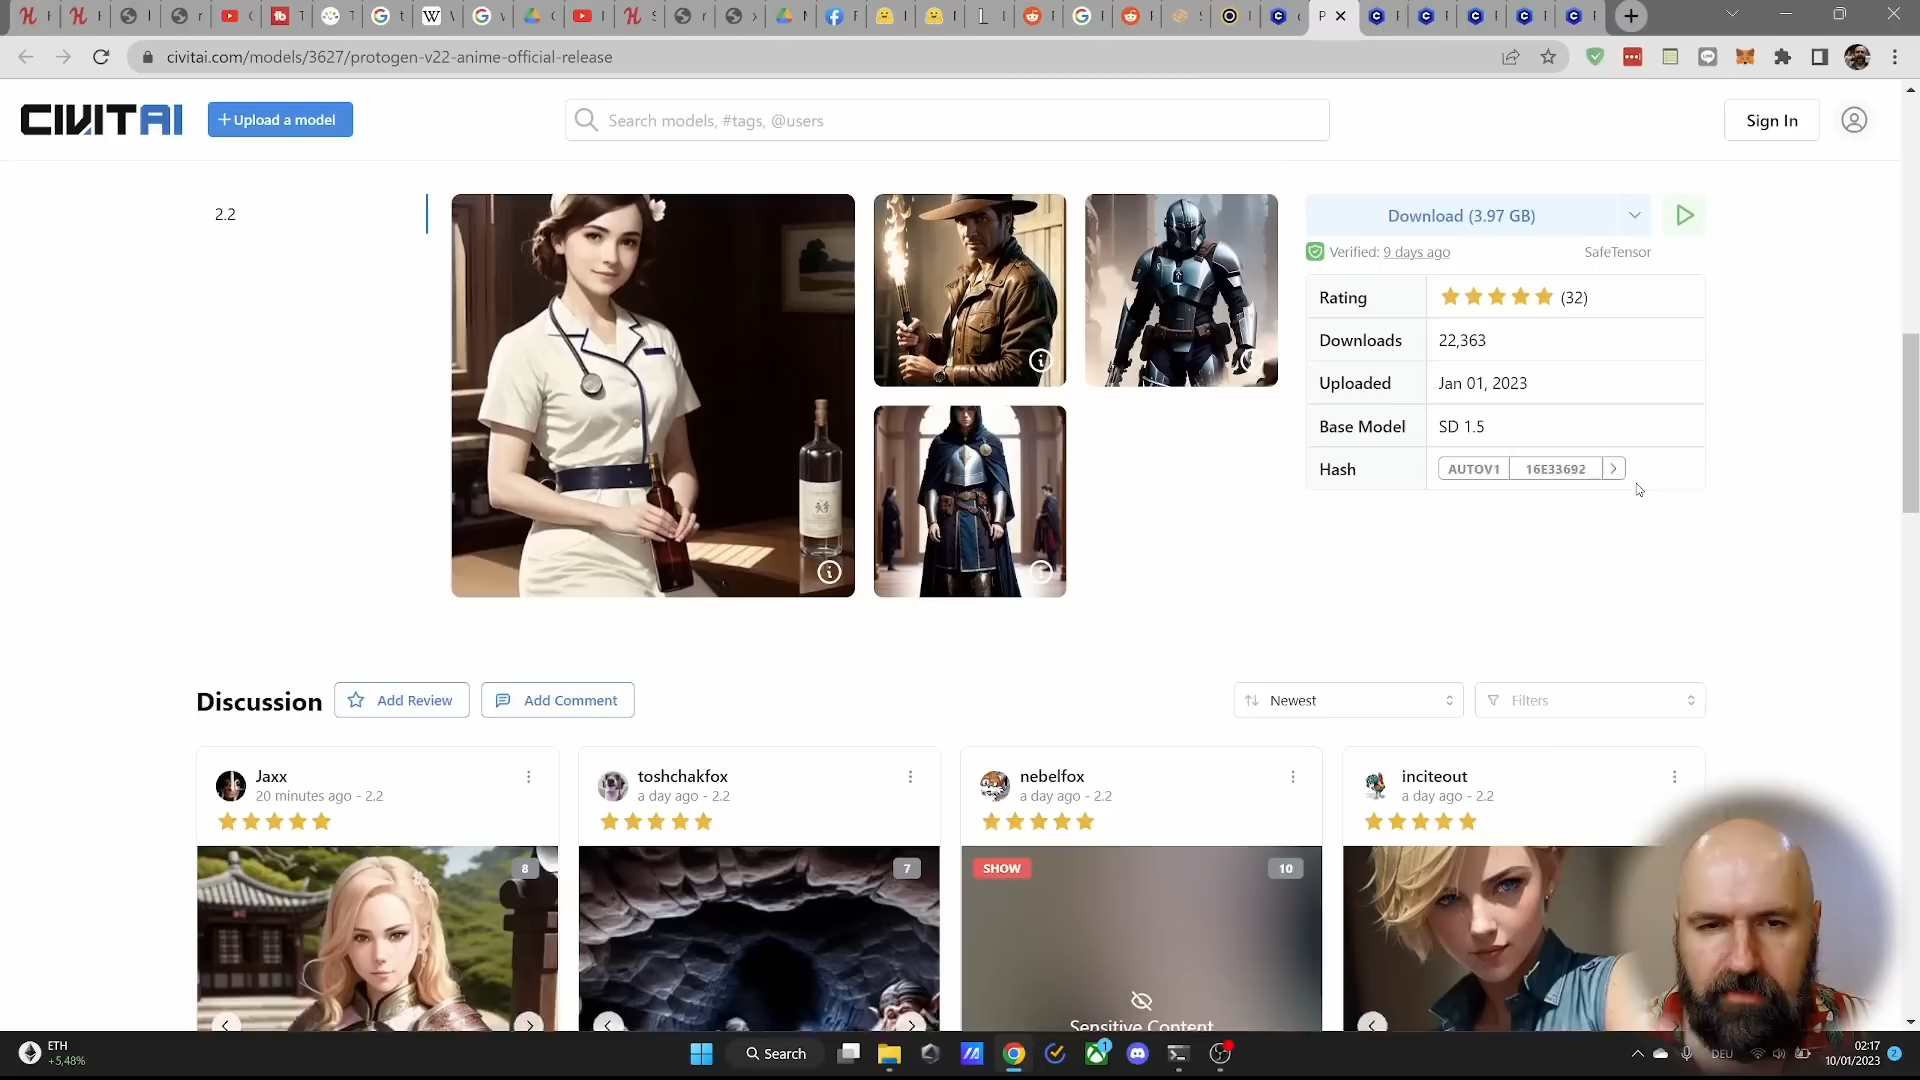 civitai.com/models/3627/protogen-v22-anime-official-release
CIVITAI
Upload a model
Search models, #tags, @users
Sign In
2.2
Download (3.97 GB)
Verified: 9 days ago
SafeTensor
Rating
(32)
Downloads
22,363
Uploaded
Jan 01, 2023
Base Model
SD 1.5
Hash
AUTOV1
16E33692
Discussion
Add Review
Add Comment
Newest
Filters
Jaxx
20 minutes ago - 2.2
toshchakfox
a day ago - 2.2
nebelfox
a day ago - 2.2
inciteout
a day ago - 2.2
8
7
SHOW
10
Sensitive Content
ETH
+5,48%
Search
1
DEU
02:17
10/01/2023
2